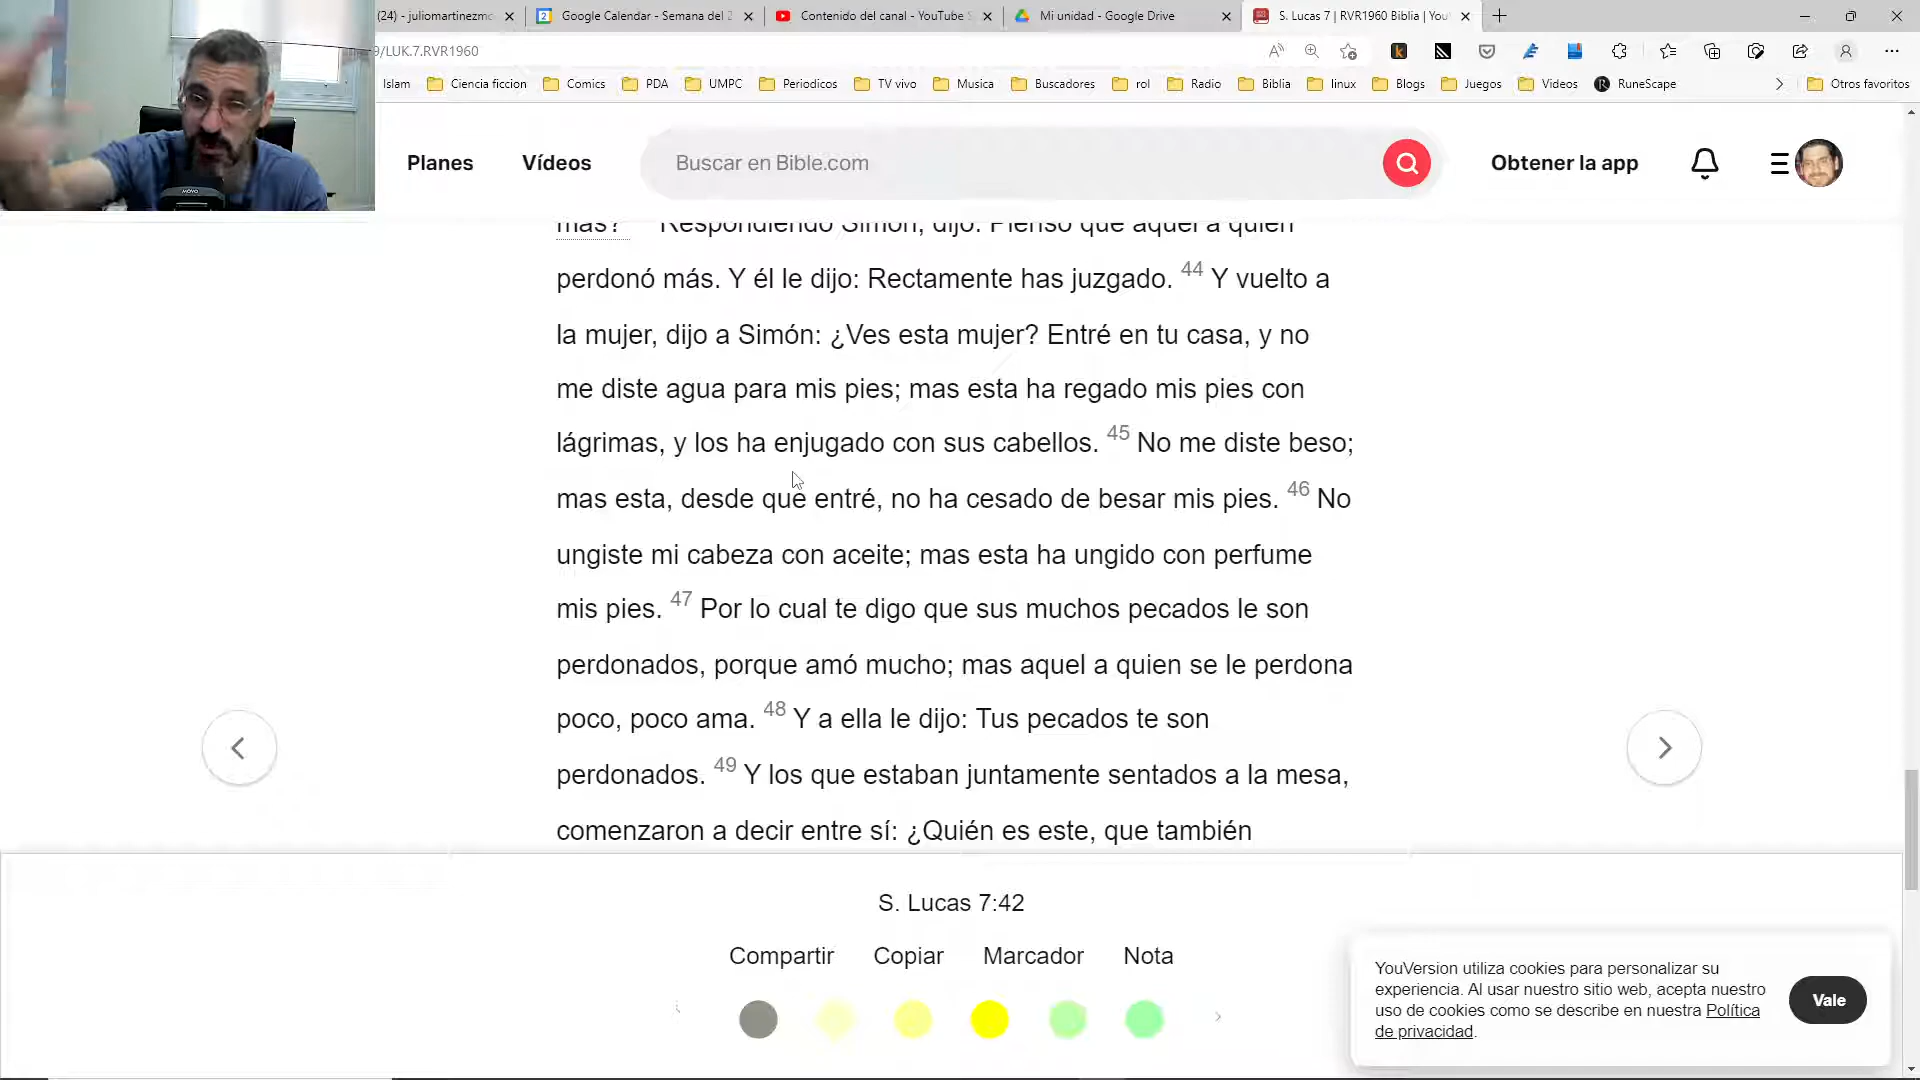 (24) - juliomartinezme
Google Calendar - Semana del 2
Contenido del canal - YouTube S
Mi unidad - Google Drive
S. Lucas 7 | RVR1960 Biblia | You
9/LUK.7.RVR1960
Islam
Ciencia ficcion
Comics
PDA
UMPC
Periodicos
TV vivo
Musica
Buscadores
rol
Radio
Biblia
linux
Blogs
Juegos
Videos
RuneScape
Otros favoritos
Planes
Vídeos
Buscar en Bible.com
Obtener la app
MOVO
más? Respondiendo Simón, dijo: Pienso que aquel a quien
perdonó más. Y él le dijo: Rectamente has juzgado. 44 Y vuelto a
la mujer, dijo a Simón: ¿Ves esta mujer? Entré en tu casa, y no
me diste agua para mis pies; mas esta ha regado mis pies con
lágrimas, y los ha enjugado con sus cabellos. 45 No me diste beso;
mas esta, desde que entré, no ha cesado de besar mis pies. 46 No
ungiste mi cabeza con aceite; mas esta ha ungido con perfume
mis pies. 47 Por lo cual te digo que sus muchos pecados le son
perdonados, porque amó mucho; mas aquel a quien se le perdona
poco, poco ama. 48 Y a ella le dijo: Tus pecados te son
perdonados. 49 Y los que estaban juntamente sentados a la mesa,
comenzaron a decir entre sí: ¿Quién es este, que también
S. Lucas 7:42
Compartir
Copiar
Marcador
Nota
YouVersion utiliza cookies para personalizar su
experiencia. Al usar nuestro sitio web, acepta nuestro
uso de cookies como se describe en nuestra Política
de privacidad.
Vale